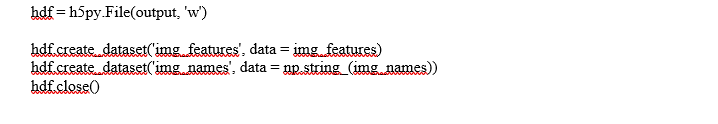 hdf = h5py.File(output, 'w')
hdf.create_dataset('img_features', data = img_features)
hdf.create_dataset('img_names', data = np.string_(img_names))
hdf.close()